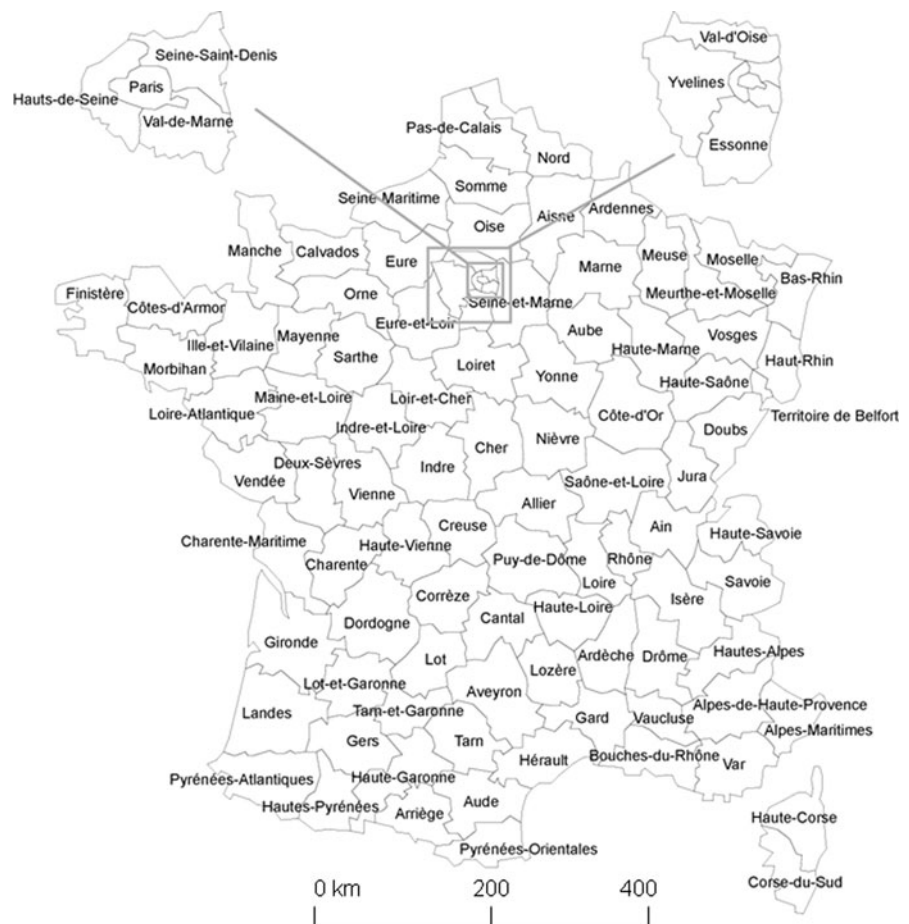 Seine-Saint-Denis
Paris
Hauts-de-Seine
Val-de-Marne
Val-d'Oise
Yvelines
Essonne
Pas-de-Calais
Nord
Somme
Seine Maritime
Oise
Aisne
Ardennes
Manche
Calvados
Eure
Marne
Meuse
Moselle
Bas-Rhin
Finistère
Côtes-d'Armor
Orne
Seine-et-Marne
Meurthe-et-Moselle
Eure-et-Loir
Ille-et-Vilaine
Mayenne
Aube
Haute-Marne
Vosges
Sarthe
Haut-Rhin
Morbihan
Loiret
Yonne
Haute-Saône
Maine-et-Loire
Loir-et-Cher
Loire-Atlantique
Côte-d'Or
Territoire de Belfort
Indre-et-Loire
Doubs
Cher
Nièvre
Deux-Sèvres
Indre
Vendée
Vienne
Saône-et-Loire
Jura
Allier
Creuse
Ain
Haute-Savoie
Charente-Maritime
Haute-Vienne
Puy-de-Dôme
Rhône
Charente
Loire
Savoie
Corrèze
Isère
Haute-Loire
Dordogne
Cantal
Gironde
Lot
Ardèche
Drôme
Hautes-Alpes
Lozère
Lot-et-Garonne
Aveyron
Landes
Tarn-et-Garonne
Gard
Vaucluse
Alpes-de-Haute-Provence
Alpes-Maritimes
Gers
Tarn
Hérault
Bouches-du-Rhône
Var
Pyrénées-Atlantiques
Haute-Garonne
Hautes-Pyrénées
Arriège
Aude
Haute-Corse
Pyrénées-Orientales
Corse-du-Sud
0 km 200 400